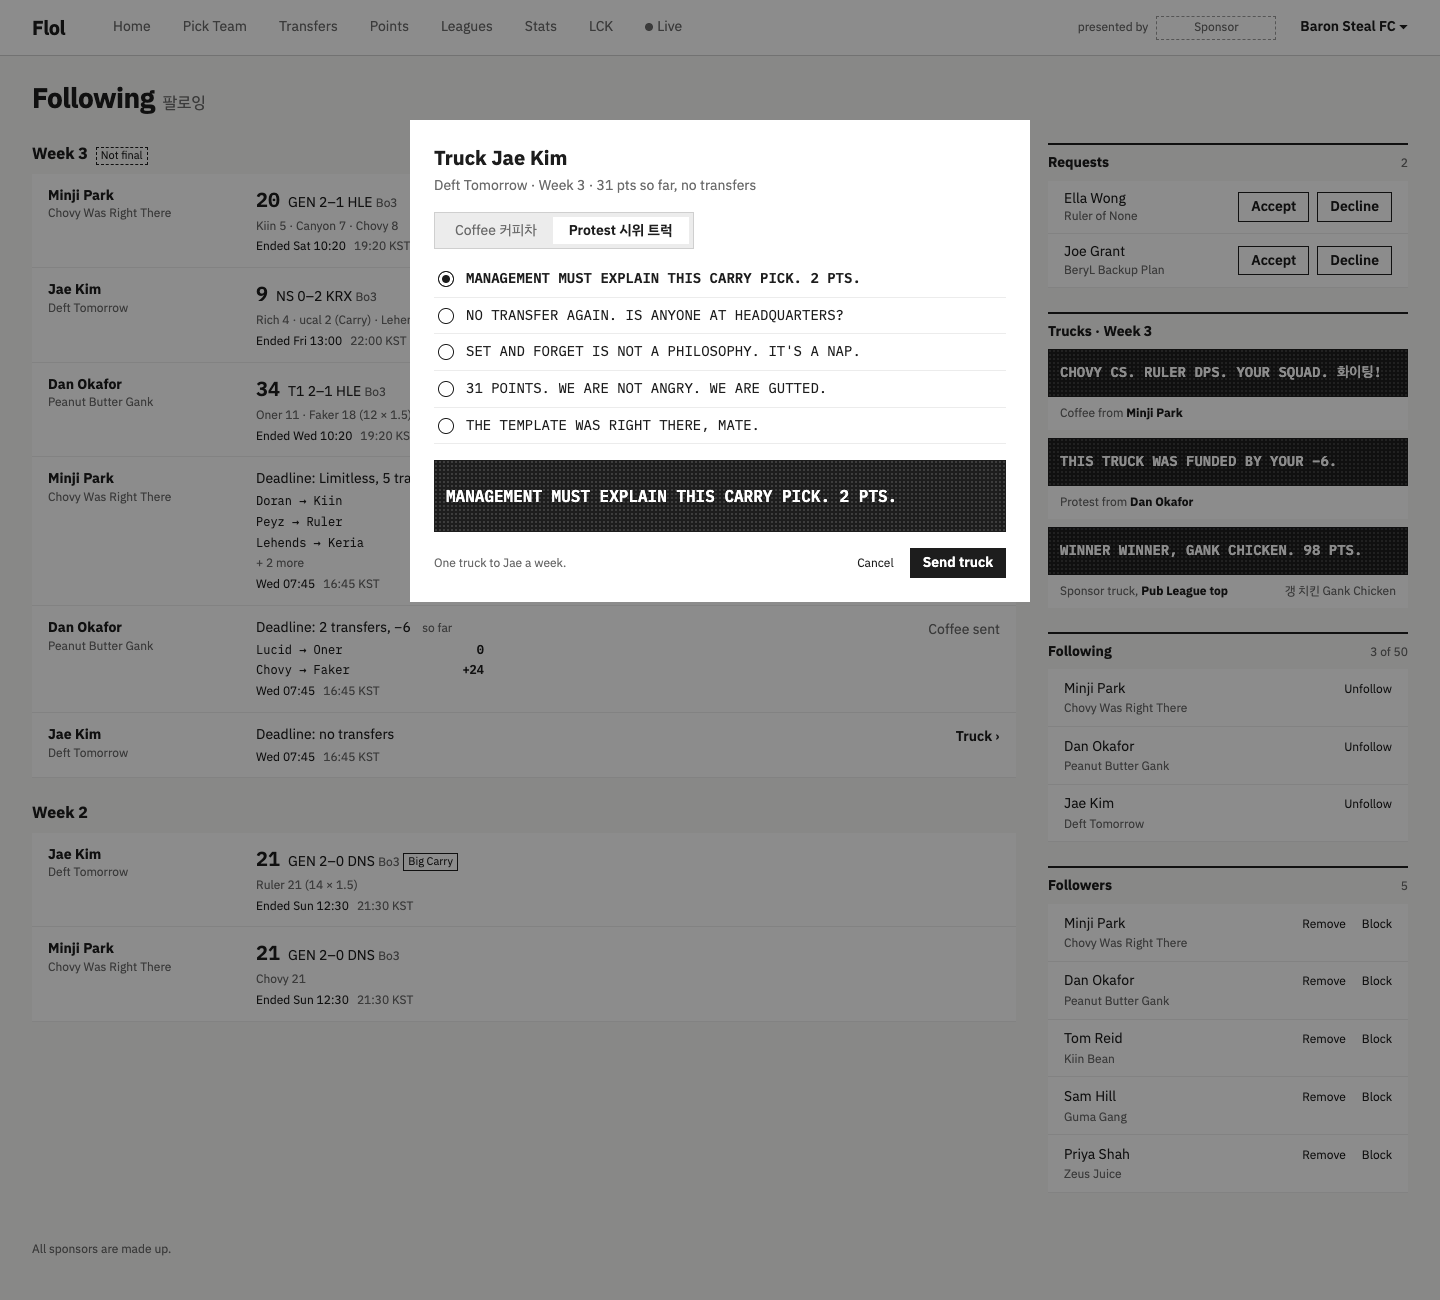 Flol
Home Pick Team Transfers Points Leagues Stats LCK Live
presented by Sponsor Baron Steal FC
Following 팔로잉
Week 3 Not final
Minji Park
Chovy Was Right There
20 GEN 2–1 HLE Bo3
Kiin 5 · Canyon 7 · Chovy 8
Ended Sat 10:20 19:20 KST
Jae Kim
Deft Tomorrow
9 NS 0–2 KRX Bo3
Rich 4 · ucal 2 (Carry) ·
Ended Fri 13:00 22:00 KST
Dan Okafor
Peanut Butter Gank
34 T1 2–1 HLE Bo3
Oner 11 · Faker 18 (12 × 1.5)
Ended Wed 10:20 19:20 KS
Minji Park
Chovy Was Right There
Deadline: Limitless, 5 tra
Doran → Kiin
Peyz → Ruler
Lehends → Keria
+ 2 more
Wed 07:45 16:45 KST
Dan Okafor
Peanut Butter Gank
Deadline: 2 transfers, −6 so far
Lucid → Oner 0
Chovy → Faker +24
Wed 07:45 16:45 KST
Coffee sent
Jae Kim
Deft Tomorrow
Deadline: no transfers
Wed 07:45 16:45 KST
Truck ›
Week 2
Jae Kim
Deft Tomorrow
21 GEN 2–0 DNS Bo3 Big Carry
Ruler 21 (14 × 1.5)
Ended Sun 12:30 21:30 KST
Minji Park
Chovy Was Right There
21 GEN 2–0 DNS Bo3
Chovy 21
Ended Sun 12:30 21:30 KST
Truck Jae Kim
Deft Tomorrow · Week 3 · 31 pts so far, no transfers
Coffee 커피차 Protest 시위 트럭
MANAGEMENT MUST EXPLAIN THIS CARRY PICK. 2 PTS.
NO TRANSFER AGAIN. IS ANYONE AT HEADQUARTERS?
SET AND FORGET IS NOT A PHILOSOPHY. IT'S A NAP.
31 POINTS. WE ARE NOT ANGRY. WE ARE GUTTED.
THE TEMPLATE WAS RIGHT THERE, MATE.
MANAGEMENT MUST EXPLAIN THIS CARRY PICK. 2 PTS.
One truck to Jae a week.
Cancel Send truck
Requests 2
Ella Wong
Ruler of None
Accept Decline
Joe Grant
BeryL Backup Plan
Accept Decline
Trucks · Week 3
CHOVY CS. RULER DPS. YOUR SQUAD. 화이팅!
Coffee from Minji Park
THIS TRUCK WAS FUNDED BY YOUR −6.
Protest from Dan Okafor
WINNER WINNER, GANK CHICKEN. 98 PTS.
Sponsor truck, Pub League top 갱 치킨 Gank Chicken
Following 3 of 50
Minji Park Unfollow
Chovy Was Right There
Dan Okafor Unfollow
Peanut Butter Gank
Jae Kim Unfollow
Deft Tomorrow
Followers 5
Minji Park Remove Block
Chovy Was Right There
Dan Okafor Remove Block
Peanut Butter Gank
Tom Reid Remove Block
Kiin Bean
Sam Hill Remove Block
Guma Gang
Priya Shah Remove Block
Zeus Juice
All sponsors are made up.